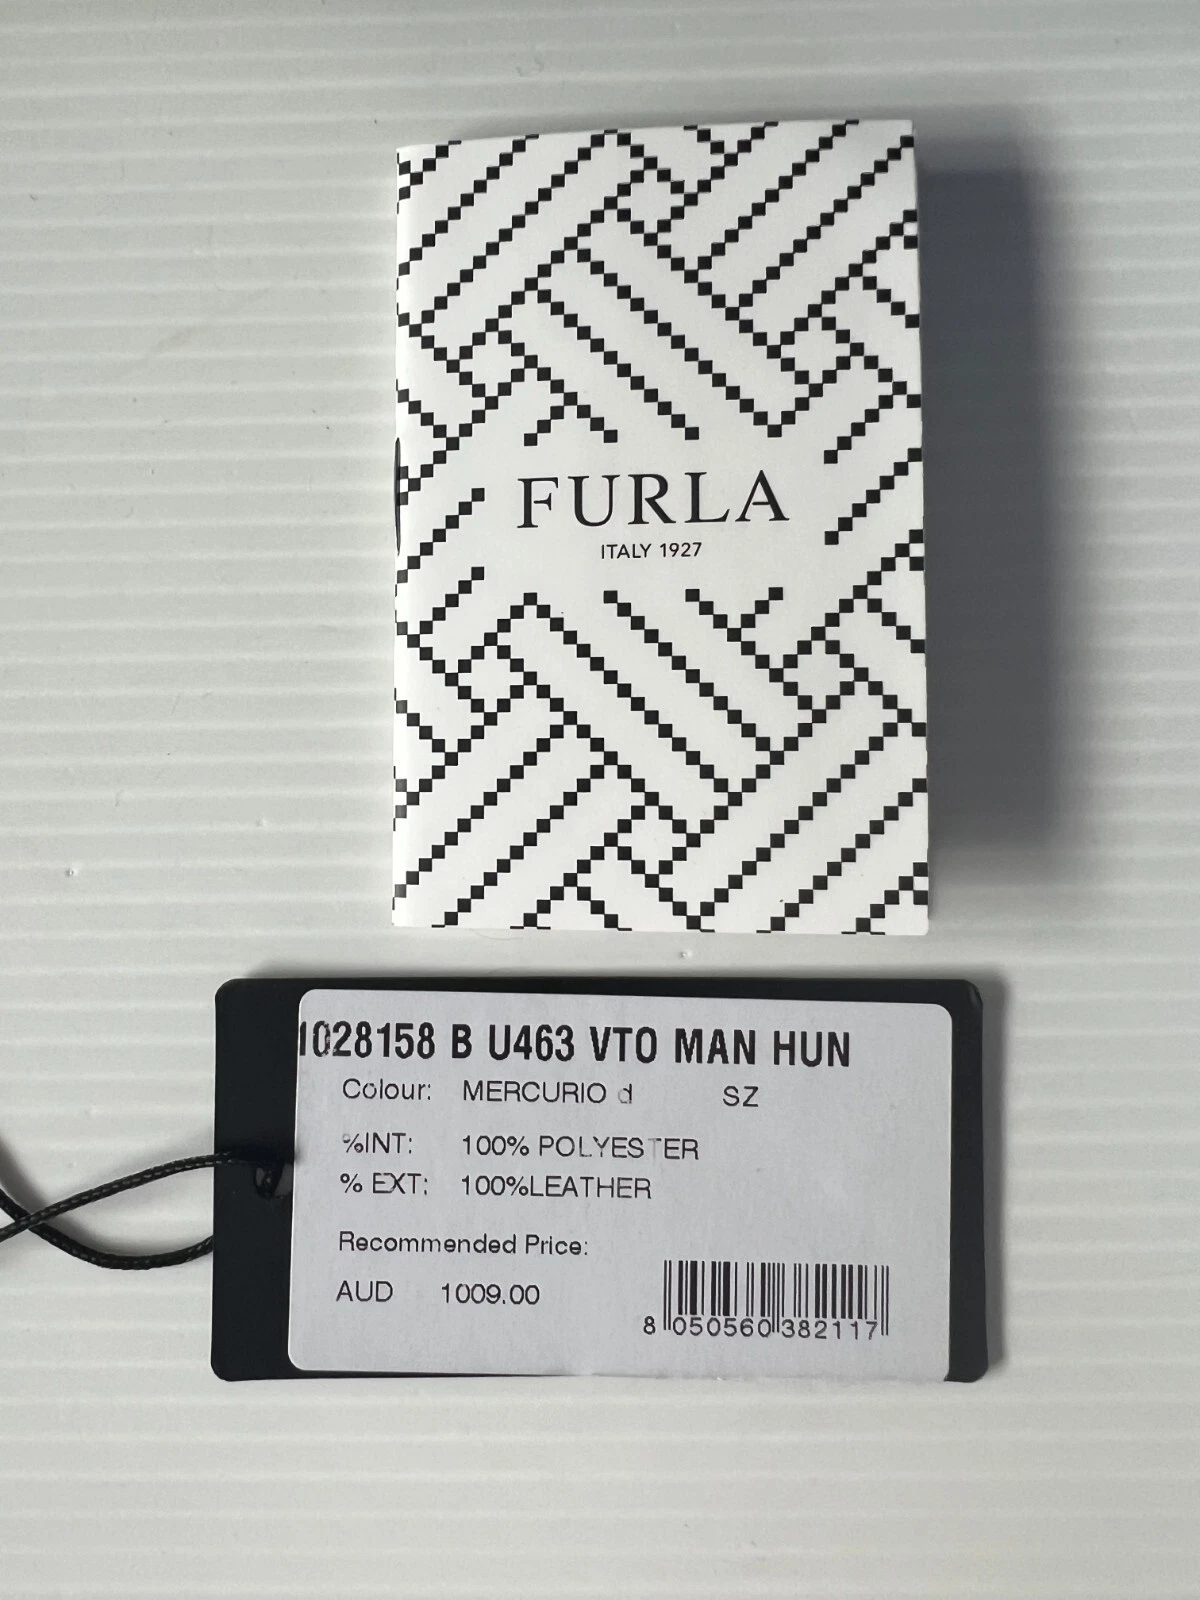 FURLA
ITALY 1927
1028158 B U463 VTO MAN HUN
Colour: MERCURIO d SZ
%INT: 100% POLYESTER
% EXT: 100%LEATHER
Recommended Price:
AUD 1009.00
8 050560 382117